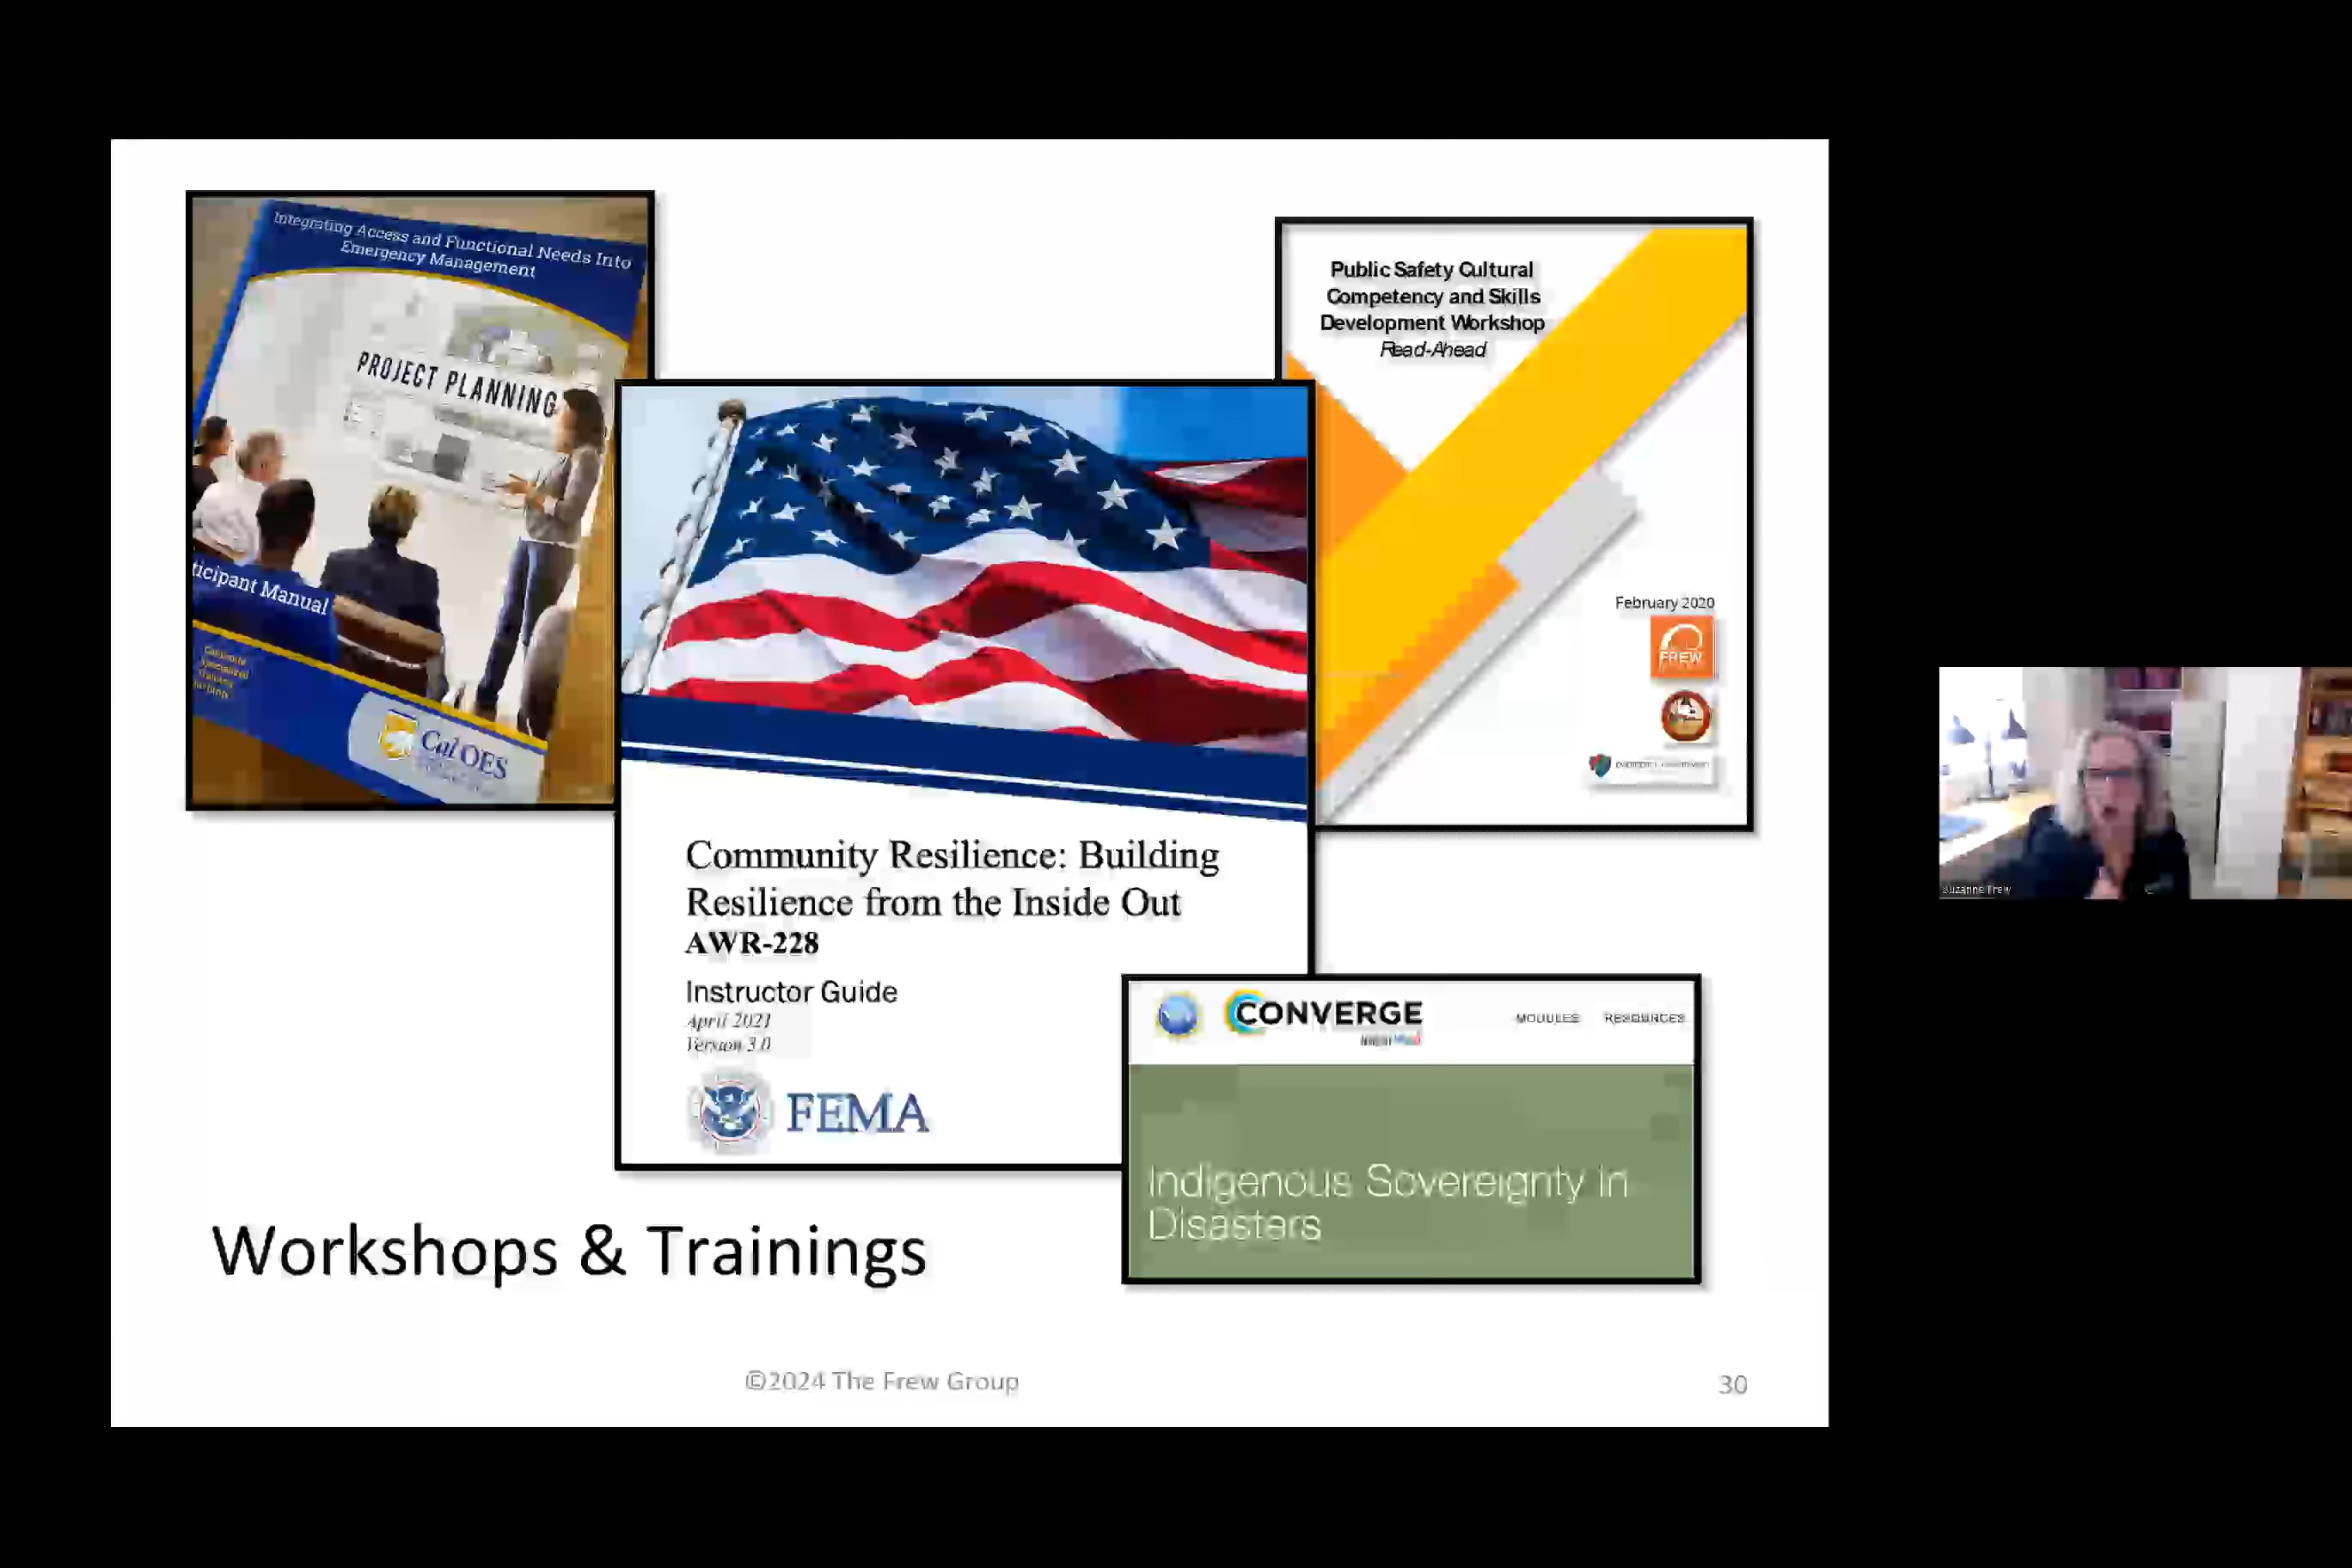 Integrating Access and Functional Needs Into
Emergency Management
PROJECT PLANNING
ticipant Manual
Cal OES
Public Safety Cultural
Competency and Skills
Development Workshop
Read-Ahead
February 2020
FREW
Community Resilience: Building
Resilience from the Inside Out
AWR-228
Instructor Guide
April 2021
Version 3.0
FEMA
CONVERGE
MODULES RESOURCES
Indigenous Sovereignty in
Disasters
Workshops & Trainings
©2024 The Frew Group
30
Suzanne Frew